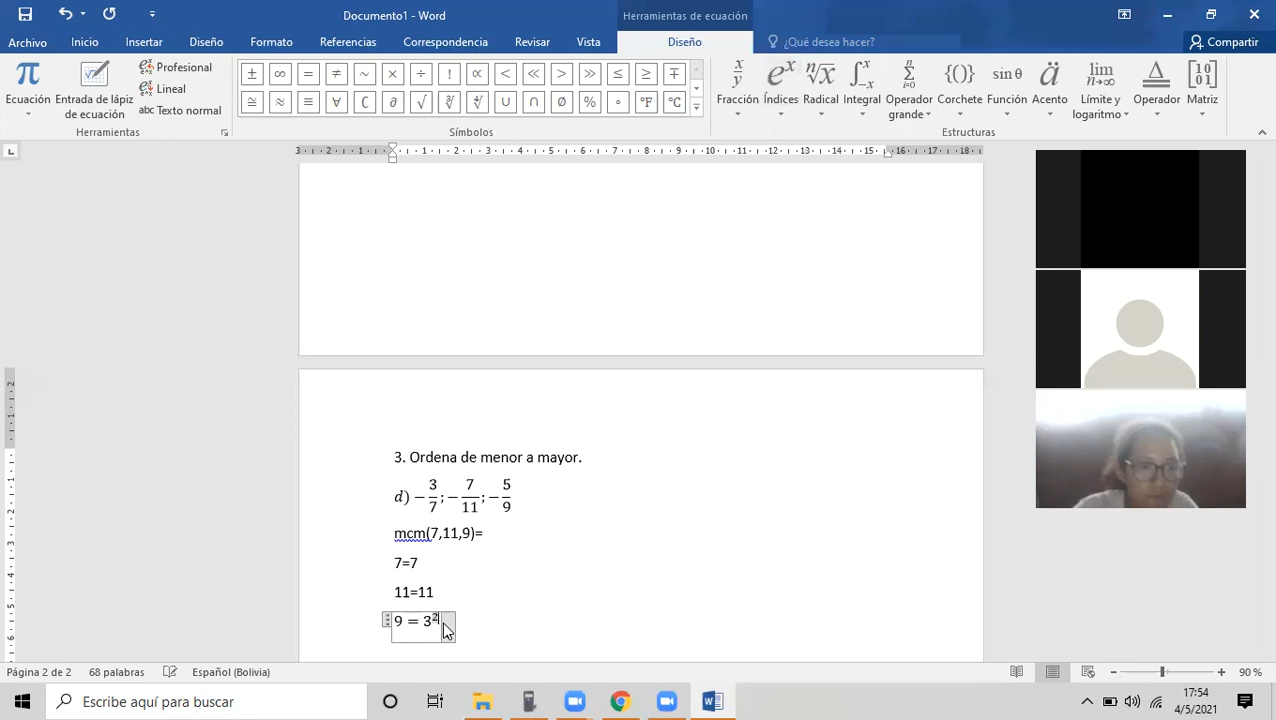 Documento1 - Word
Herramientas de ecuación
Archivo
Inicio
Insertar
Diseño
Formato
Referencias
Correspondencia
Revisar
Vista
Diseño
¿Qué desea hacer?
Compartir
Ecuación
Entrada de lápiz de ecuación
Profesional
Lineal
abc Texto normal
Herramientas
± ∞ = ≠ ~ × ÷ ! ∝ < ≪ > ≫ ≤ ≥ ∓
≅ ≈ ≡ ∀ ∁ ∂ √ ∛ ∜ ∪ ∩ ∅ % ° °F °C
Símbolos
Fracción
Índices
Radical
Integral
Operador grande
Corchete
Función
Acento
Límite y logaritmo
Operador
Matriz
Estructuras
3. Ordena de menor a mayor.
d) −3/7; −7/11; −5/9
mcm(7,11,9)=
7=7
11=11
9 = 3²
Página 2 de 2
68 palabras
Español (Bolivia)
90 %
Escribe aquí para buscar
17:54
4/5/2021